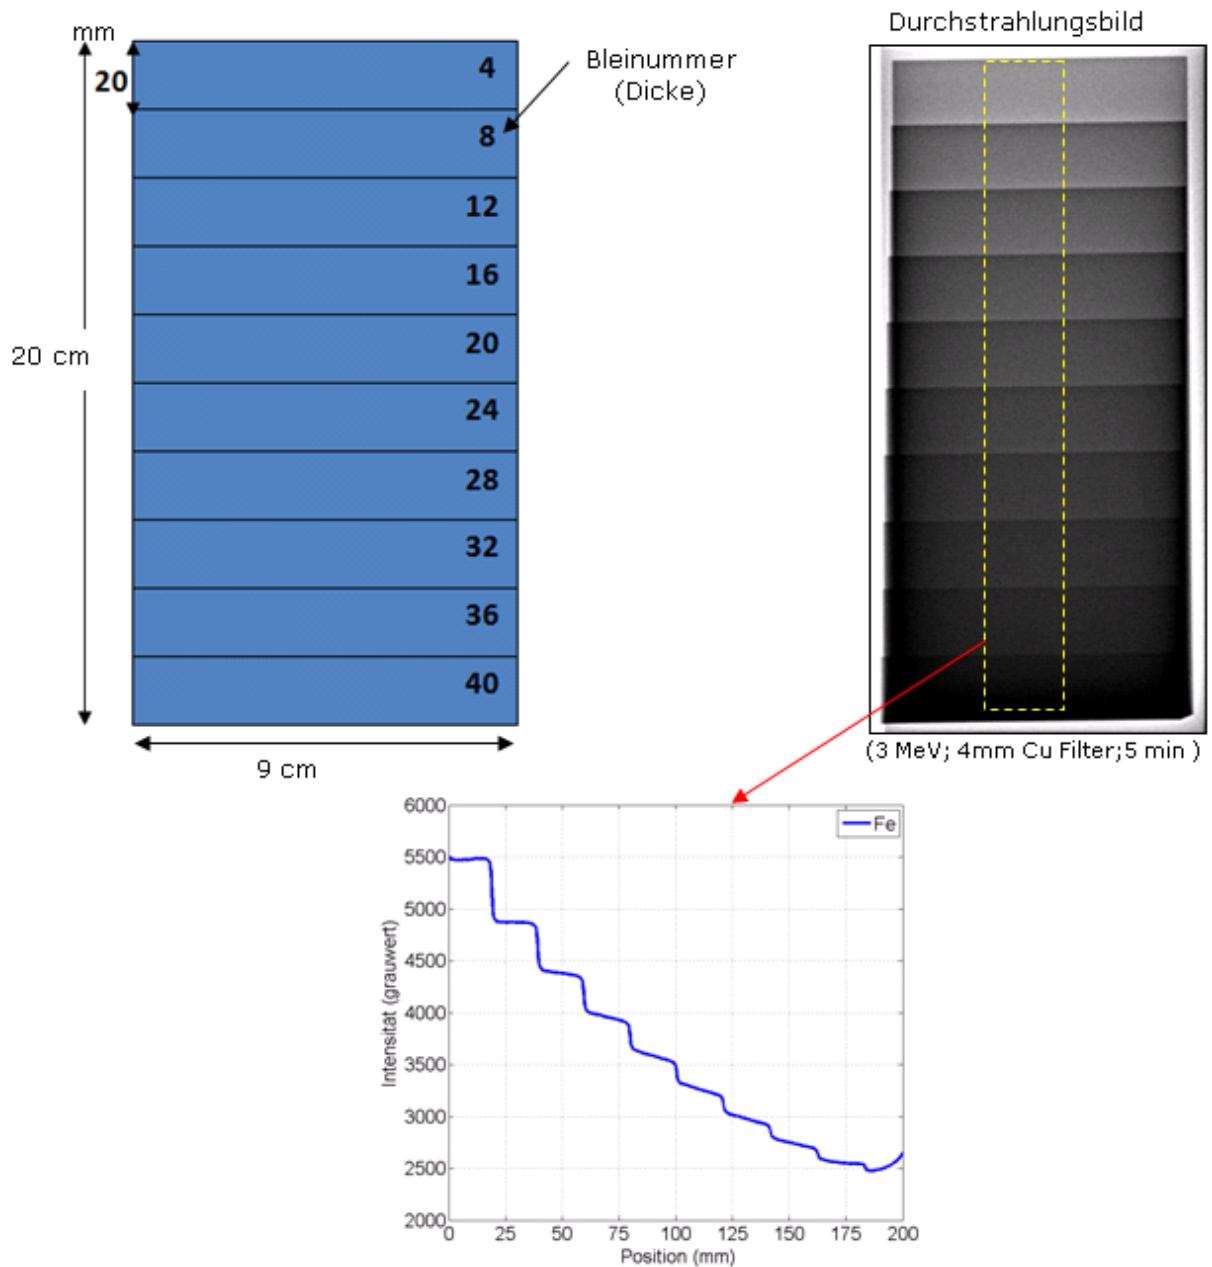 mm
20
4
8
12
16
20
24
28
32
36
40
20 cm
9 cm
Bleinummer
(Dicke)
Durchstrahlungsbild
(3 MeV; 4mm Cu Filter;5 min )
6000
5500
5000
4500
4000
3500
3000
2500
2000
Intensität (grauwert)
Fe
0 25 50 75 100 125 150 175 200
Position (mm)